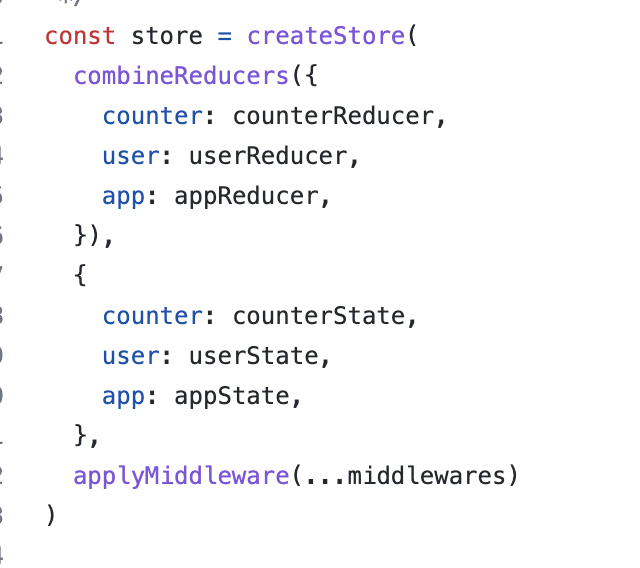 */
const store = createStore(
combineReducers({
counter: counterReducer,
user: userReducer,
app: appReducer,
}),
{
counter: counterState,
user: userState,
app: appState,
},
applyMiddleware(...middlewares)
)